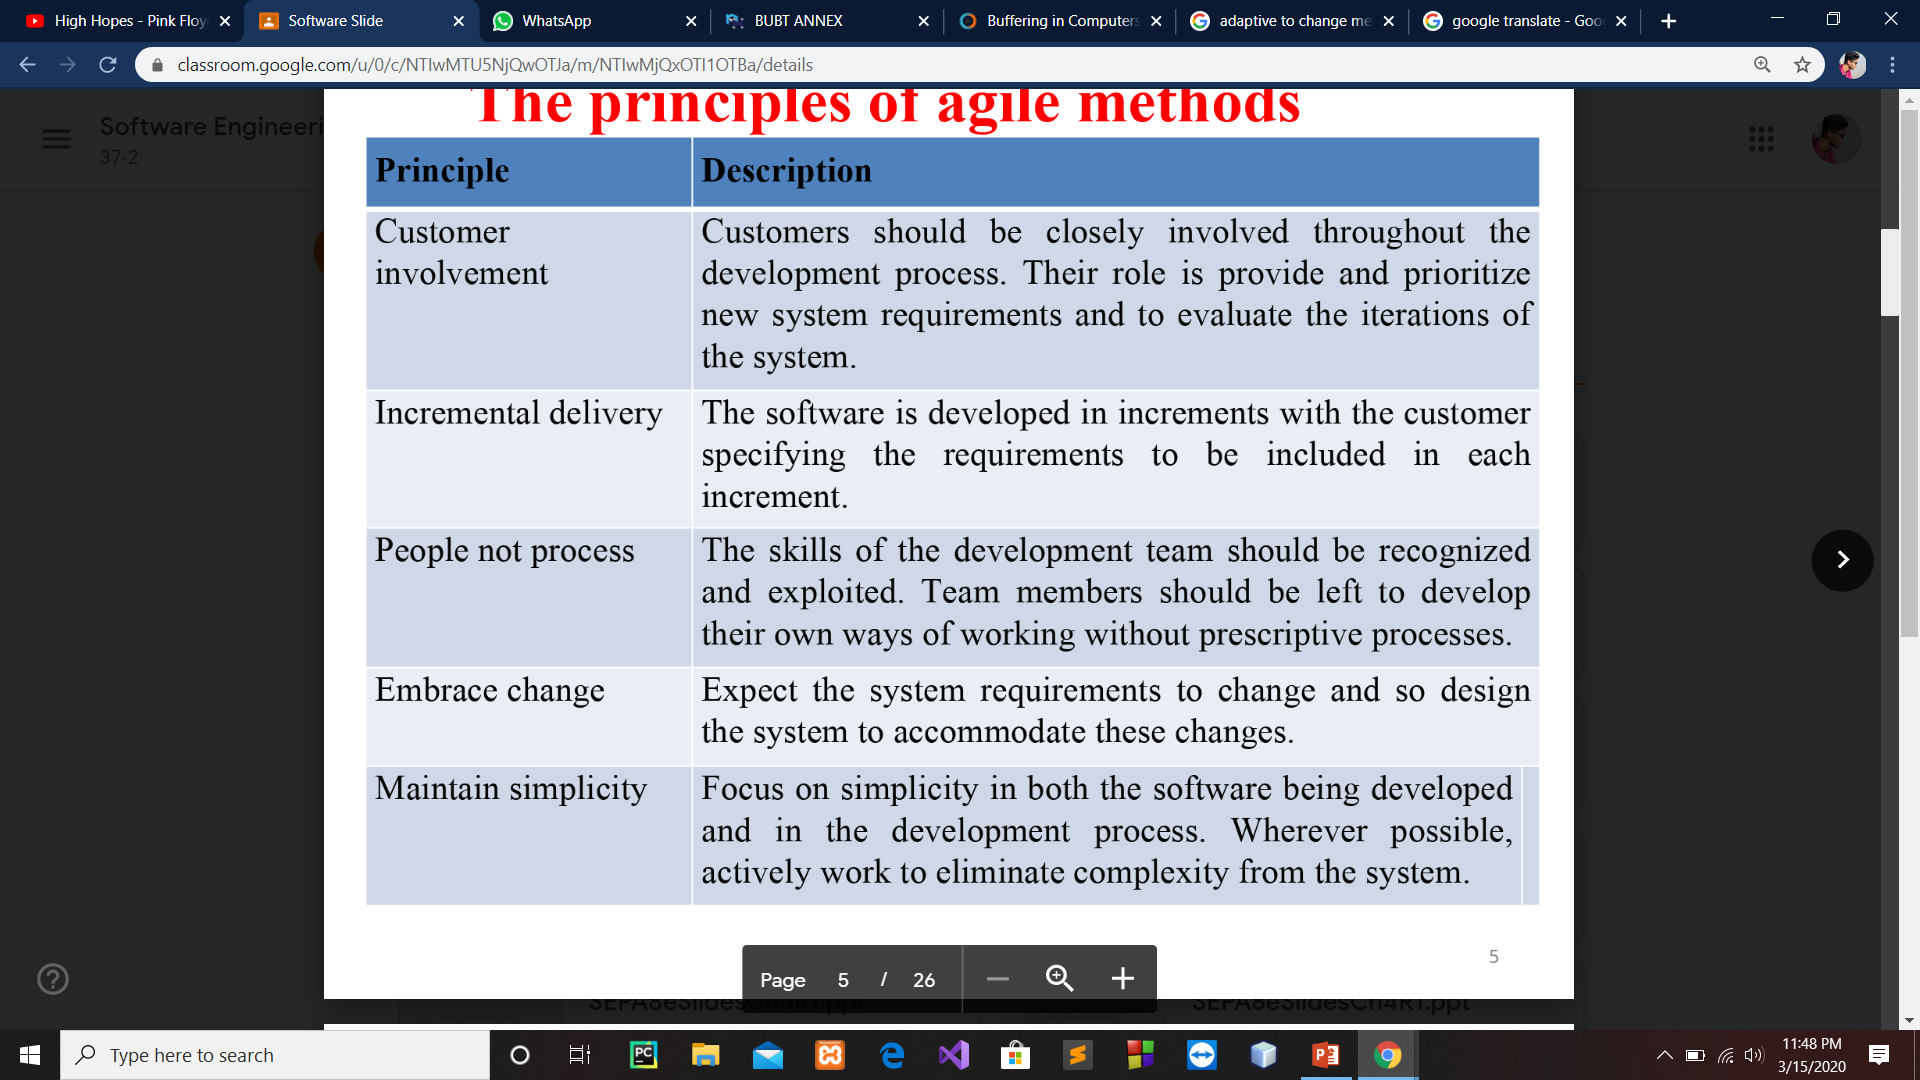 High Hopes - Pink Floy
Software Slide
WhatsApp
BUBT ANNEX
Buffering in Computers
adaptive to change me
google translate - Goo
classroom.google.com/u/0/c/NTIwMTU5NjQwOTJa/m/NTIwMjQxOTI1OTBa/details
Software Engineeri
37-2
The principles of agile methods
Principle
Description
Customer
involvement
Customers should be closely involved throughout the
development process. Their role is provide and prioritize
new system requirements and to evaluate the iterations of
the system.
Incremental delivery
The software is developed in increments with the customer
specifying the requirements to be included in each
increment.
People not process
The skills of the development team should be recognized
and exploited. Team members should be left to develop
their own ways of working without prescriptive processes.
Embrace change
Expect the system requirements to change and so design
the system to accommodate these changes.
Maintain simplicity
Focus on simplicity in both the software being developed
and in the development process. Wherever possible,
actively work to eliminate complexity from the system.
5
Page 5 / 26
SEPA8eSlidesCh3R1.ppt
SEPA8eSlidesCh4R1.ppt
Type here to search
11:48 PM
3/15/2020